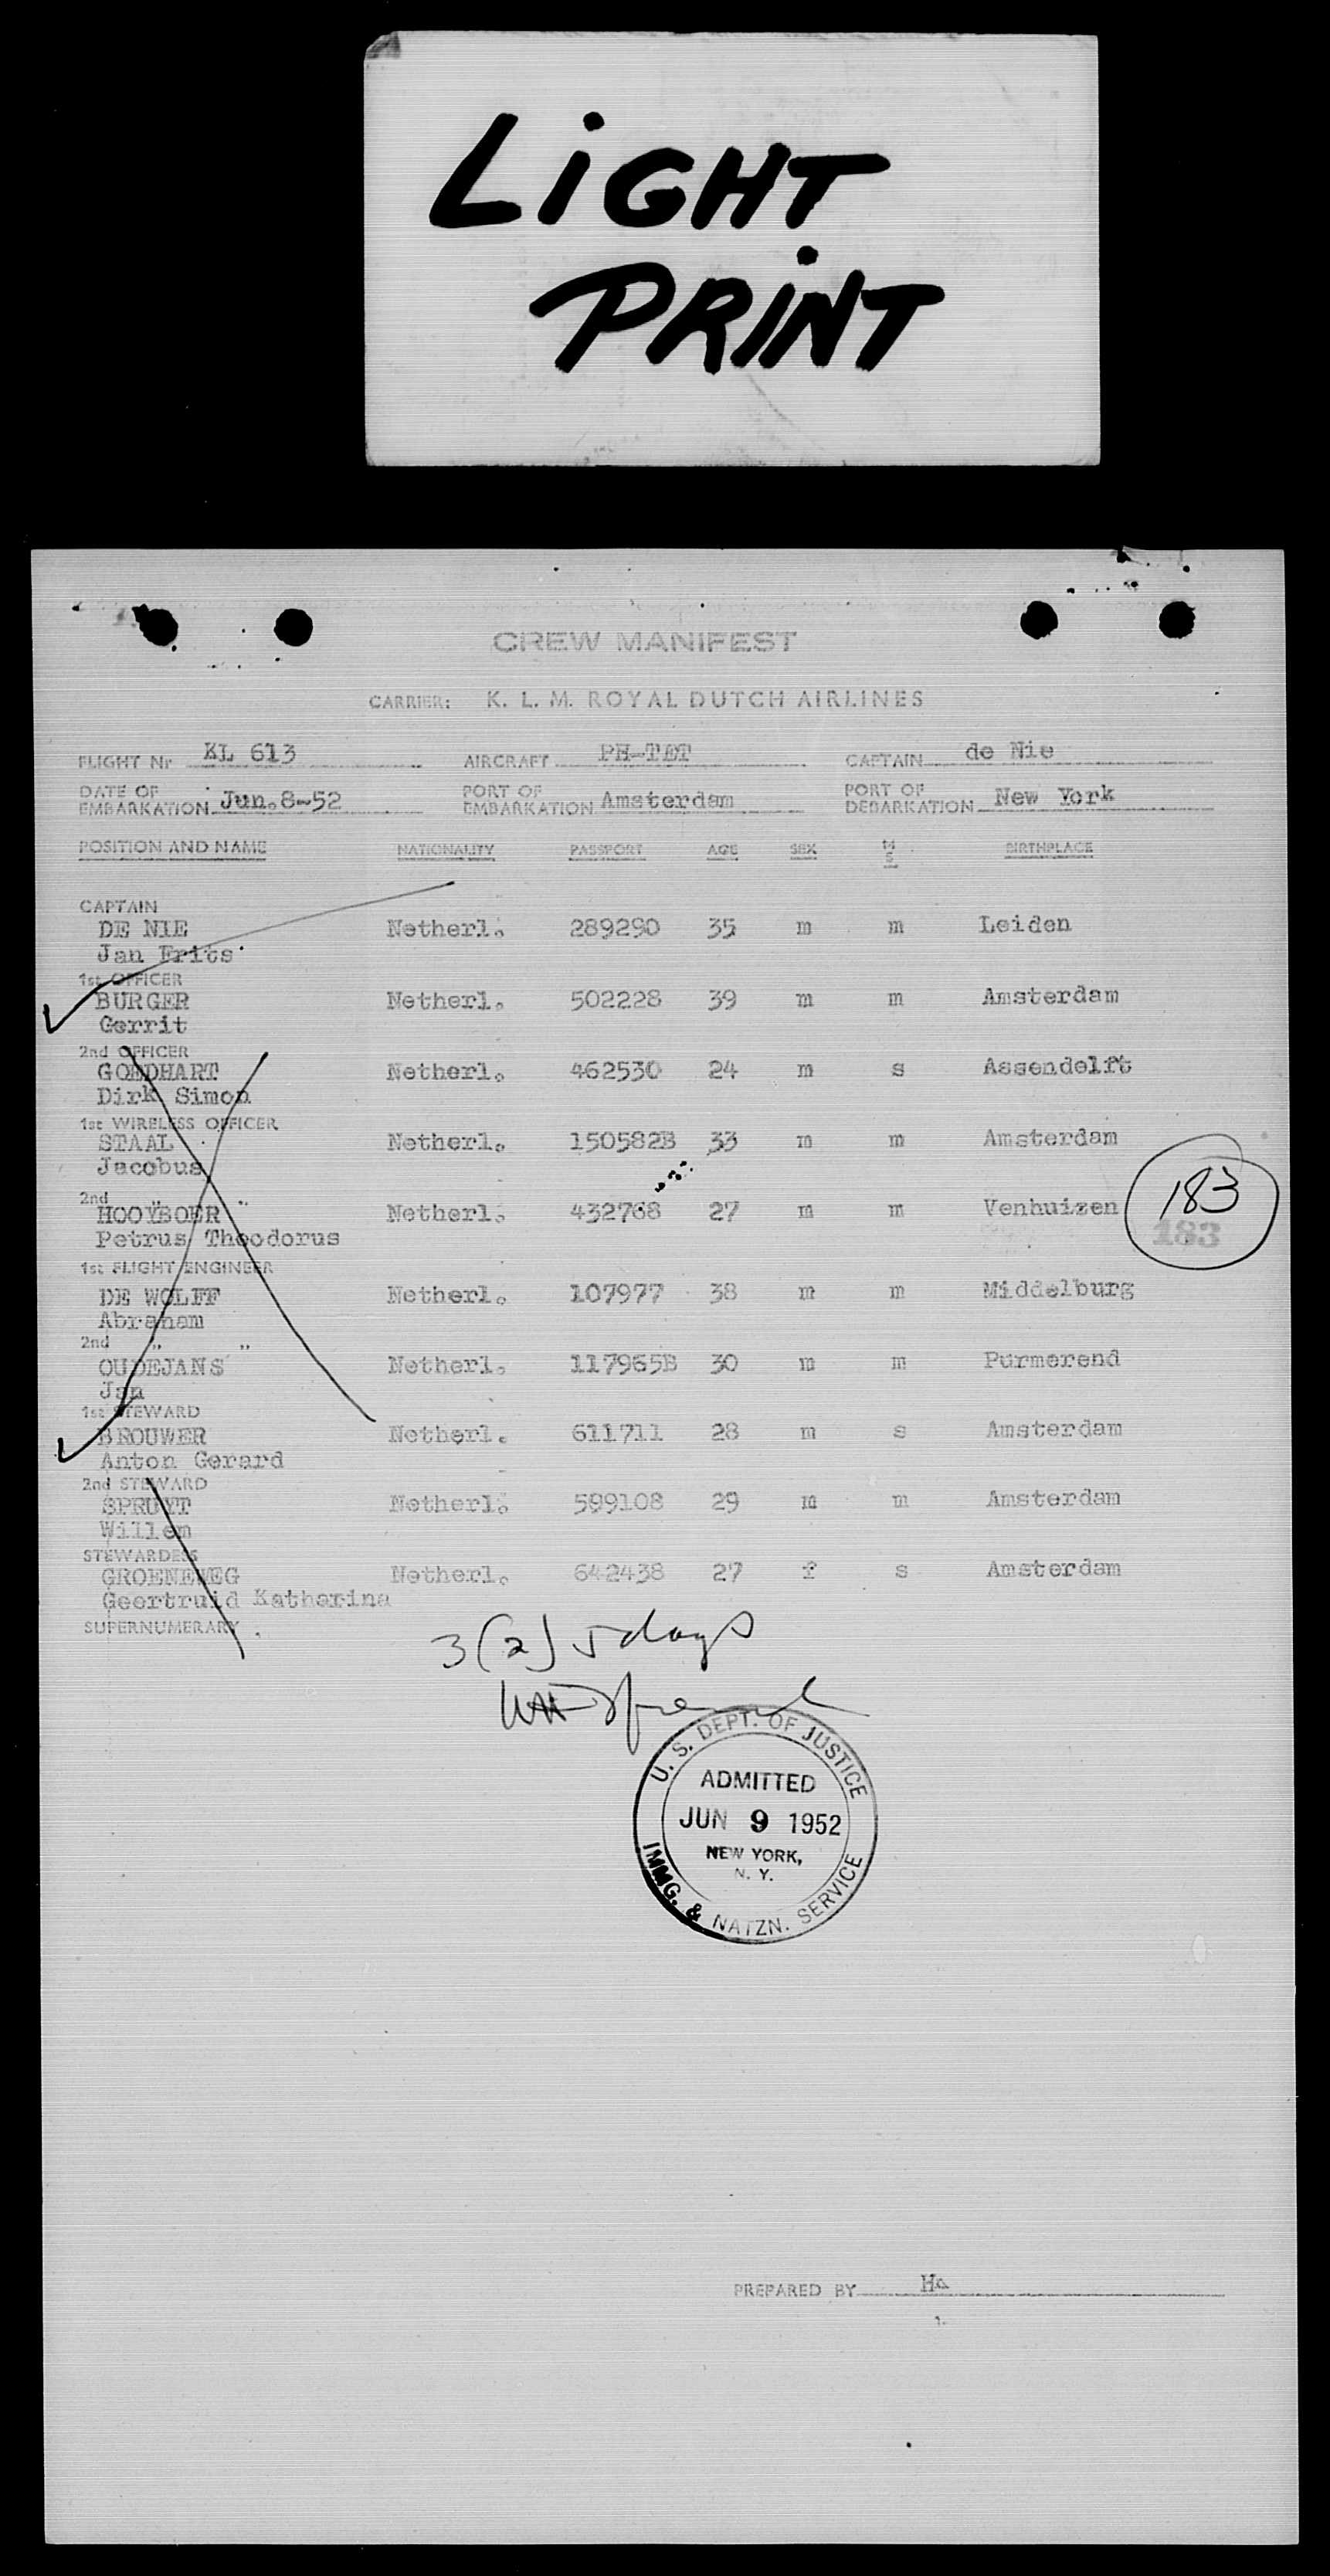 LiGHT
PRiNT
CREW MANIFEST
CARRIER: K. L. M. ROYAL DUTCH AIRLINES
FLIGHT Nr KL 613 AIRCRAFT PH-TET CAPTAIN de Nie
DATE OF EMBARKATION Jun.8-52 PORT OF EMBARKATION Amsterdam PORT OF DEBARKATION New York
POSITION AND NAME NATIONALITY PASSPORT AGE SEX M S BIRTHPLACE
CAPTAIN
DE NIE Netherl. 289290 35 m m Leiden
Jan Frits
1st OFFICER
BURGER Netherl. 502228 39 m m Amsterdam
Gerrit
2nd OFFICER
GOEDHART Netherl. 462530 24 m s Assendelft
Dirk Simon
1st WIRELESS OFFICER
STAAL Netherl. 150582B 33 m m Amsterdam
Jacobus
2nd " "
HOOYBOER Netherl. 432768 27 m m Venhuizen 183
Petrus Theodorus 183
1st FLIGHT ENGINEER
DE WOLFF Netherl. 107977 38 m m Middelburg
Abraham
2nd " "
OUDEJANS Netherl. 117965B 30 m m Purmerend
Jan
1st STEWARD
BROUWER Netherl. 611711 28 m s Amsterdam
Anton Gerard
2nd STEWARD
SPRUYT Netherl. 599108 29 m m Amsterdam
Willem
STEWARDESS
GROENEWEG Netherl. 642438 27 f s Amsterdam
Geertruid Katharina
SUPERNUMERARY
3(2) 5 days
U. S. DEPT. OF JUSTICE
ADMITTED
JUN 9 1952
NEW YORK,
N. Y.
IMMG. & NATZN. SERVICE
PREPARED BY Ha